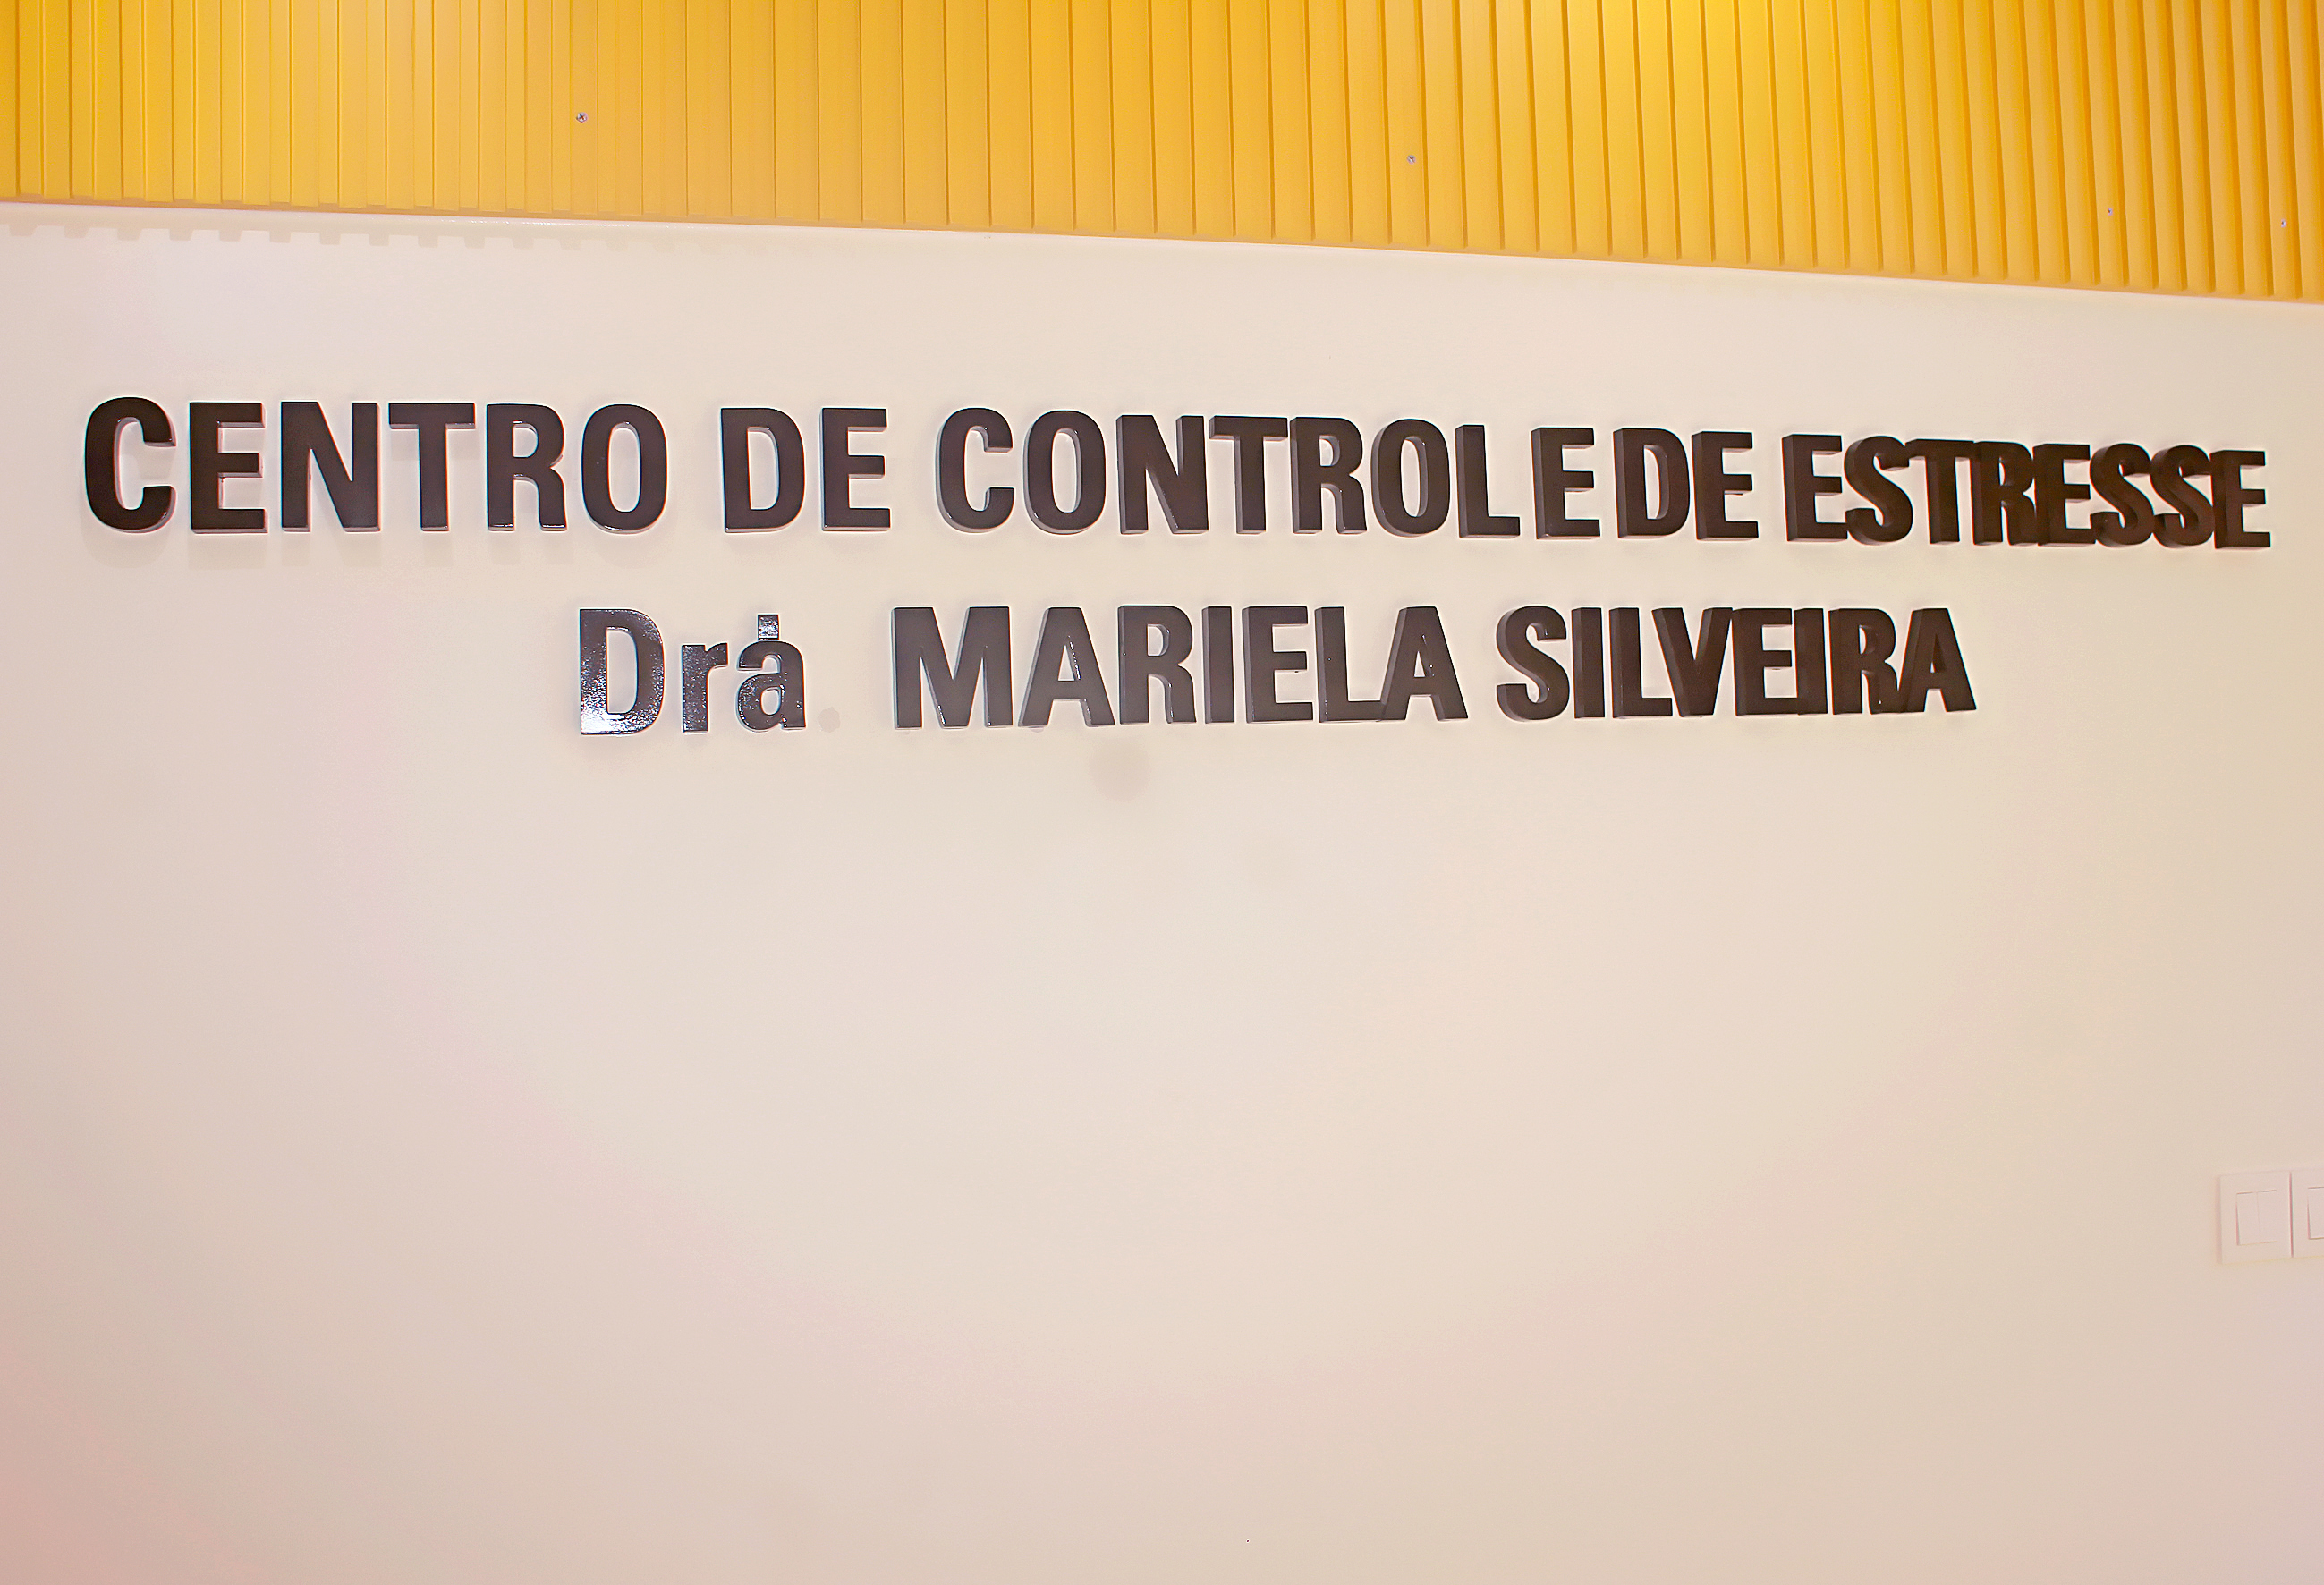 CENTRO DE CONTROLE DE ESTRESSE
Drá MARIELA SILVEIRA